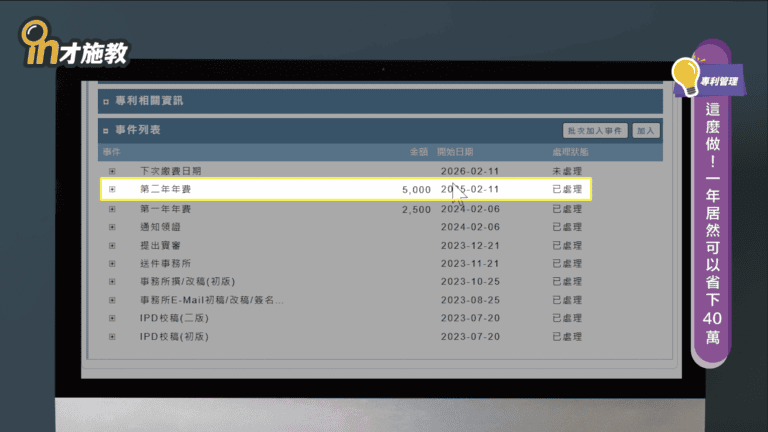 in才施教
專利管理
這麼做！一年居然可以省下40萬
專利相關資訊
事件列表 批次加入事件 加入
事件 金額 開始日期 處理狀態
下次繳費日期 2026-02-11 未處理
第二年年費 5,000 2025-02-11 已處理
第一年年費 2,500 2024-02-06 已處理
通知領證 2024-02-06 已處理
提出實審 2023-12-21 已處理
送件事務所 2023-11-21 已處理
事務所撰/改稿(初版) 2023-10-25 已處理
事務所E-Mail初稿/改稿/簽名... 2023-08-25 已處理
IPD校稿(二版) 2023-07-20 已處理
IPD校稿(初版) 2023-07-20 已處理